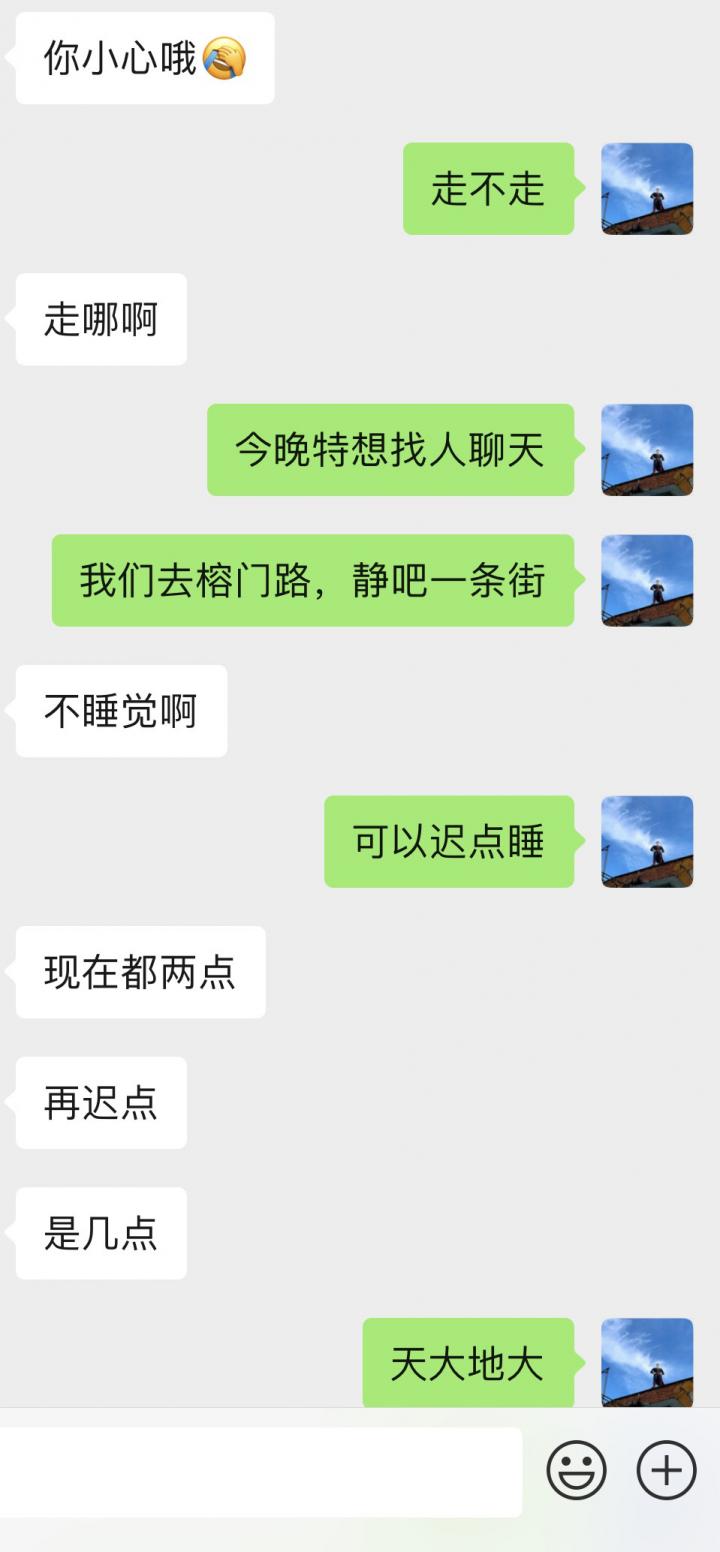 你小心哦🤦
走不走
走哪啊
今晚特想找人聊天
我们去榕门路，静吧一条街
不睡觉啊
可以迟点睡
现在都两点
再迟点
是几点
天大地大